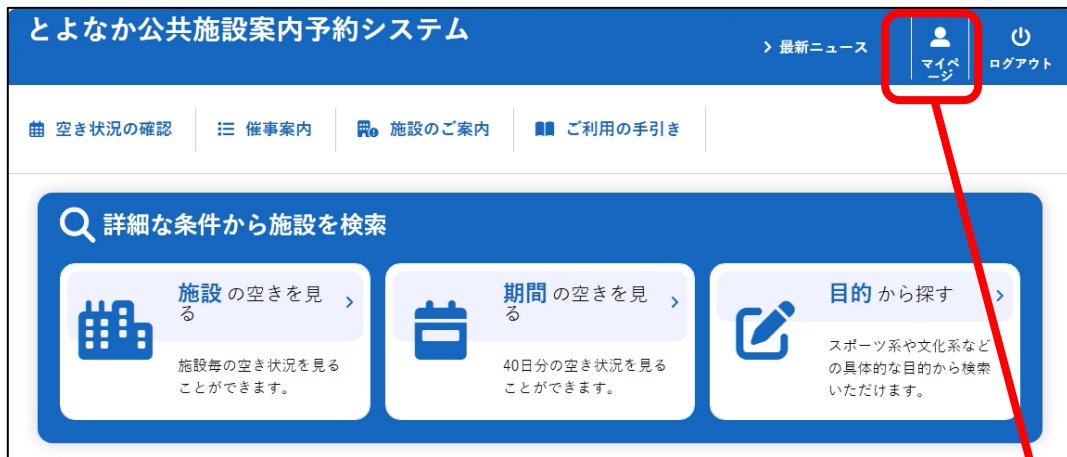 とよなか公共施設案内予約システム
> 最新ニュース
マイペ
ージ
ログアウト
空き状況の確認
催事案内
施設のご案内
ご利用の手引き
詳細な条件から施設を検索
施設 の空きを見
る
施設毎の空き状況を見る
ことができます。
期間 の空きを見
る
40日分の空き状況を見る
ことができます。
目的 から探す
スポーツ系や文化系など
の具体的な目的から検索
いただけます。